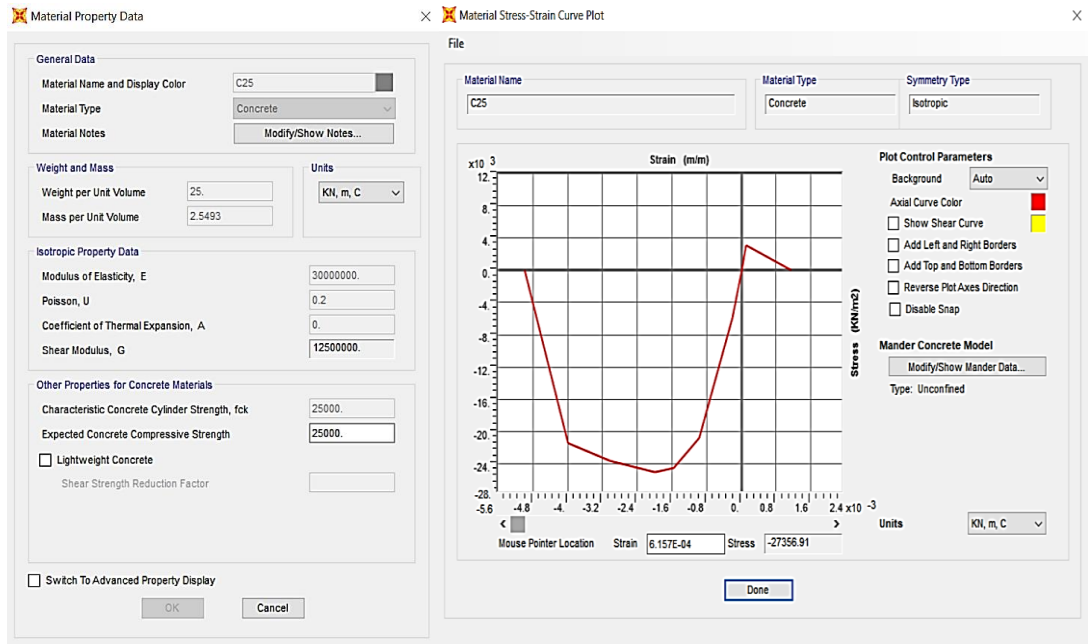 Material Property Data
General Data
Material Name and Display Color C25
Material Type Concrete
Material Notes Modify/Show Notes...
Weight and Mass
Weight per Unit Volume 25.
Mass per Unit Volume 2.5493
Units
KN, m, C
Isotropic Property Data
Modulus of Elasticity, E 30000000.
Poisson, U 0.2
Coefficient of Thermal Expansion, A 0.
Shear Modulus, G 12500000.
Other Properties for Concrete Materials
Characteristic Concrete Cylinder Strength, fck 25000.
Expected Concrete Compressive Strength 25000.
Lightweight Concrete
Shear Strength Reduction Factor
Switch To Advanced Property Display
OK Cancel
Material Stress-Strain Curve Plot
File
Material Name
C25
Material Type
Concrete
Symmetry Type
Isotropic
x10 3
Strain (m/m)
12.
8.
4.
0.
-4.
-8.
-12.
-16.
-20.
-24.
-28.
-5.6 -4.8 -4. -3.2 -2.4 -1.6 -0.8 0. 0.8 1.6 2.4 x10 -3
Stress (KN/m2)
Mouse Pointer Location Strain 6.157E-04 Stress -27356.91
Plot Control Parameters
Background Auto
Axial Curve Color
Show Shear Curve
Add Left and Right Borders
Add Top and Bottom Borders
Reverse Plot Axes Direction
Disable Snap
Mander Concrete Model
Modify/Show Mander Data...
Type: Unconfined
Units KN, m, C
Done